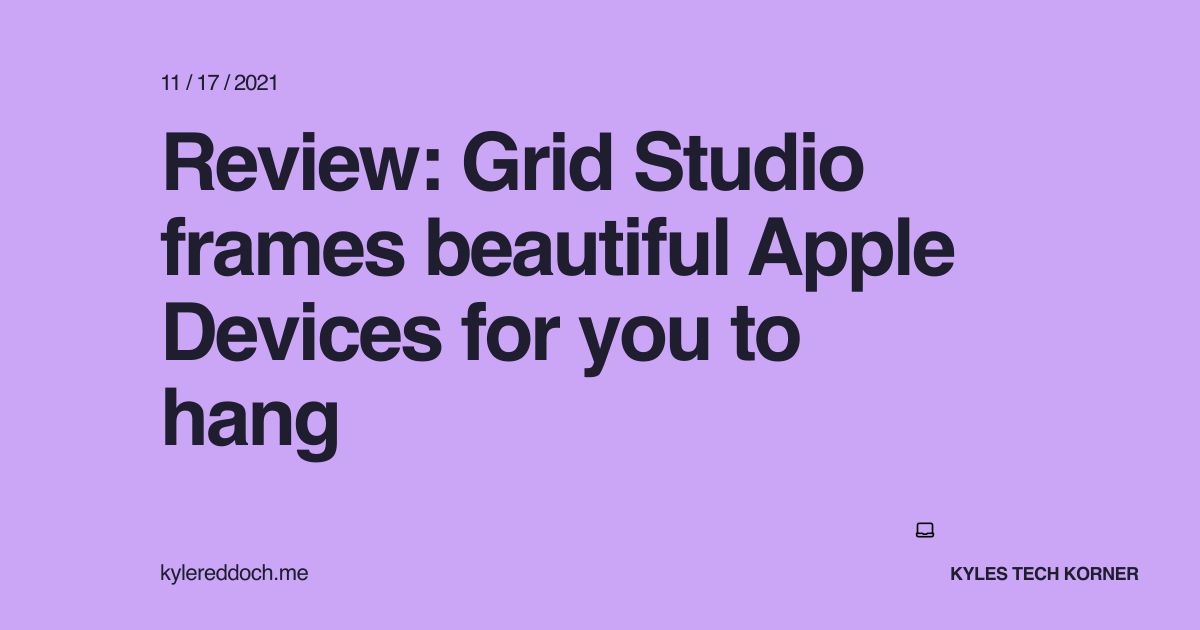 11 / 17 / 2021
Review: Grid Studio
frames beautiful Apple
Devices for you to
hang
kylereddoch.me
KYLES TECH KORNER